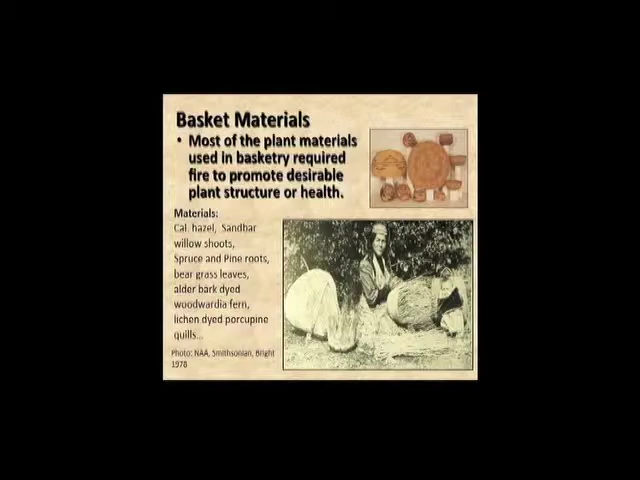 Basket Materials
• Most of the plant materials
used in basketry required
fire to promote desirable
plant structure or health.
Materials:
Cal. hazel, Sandbar
willow shoots,
Spruce and Pine roots,
bear grass leaves,
alder bark dyed
woodwardia fern,
lichen dyed porcupine
quills...
Photo: NAA, Smithsonian, Bright
1978